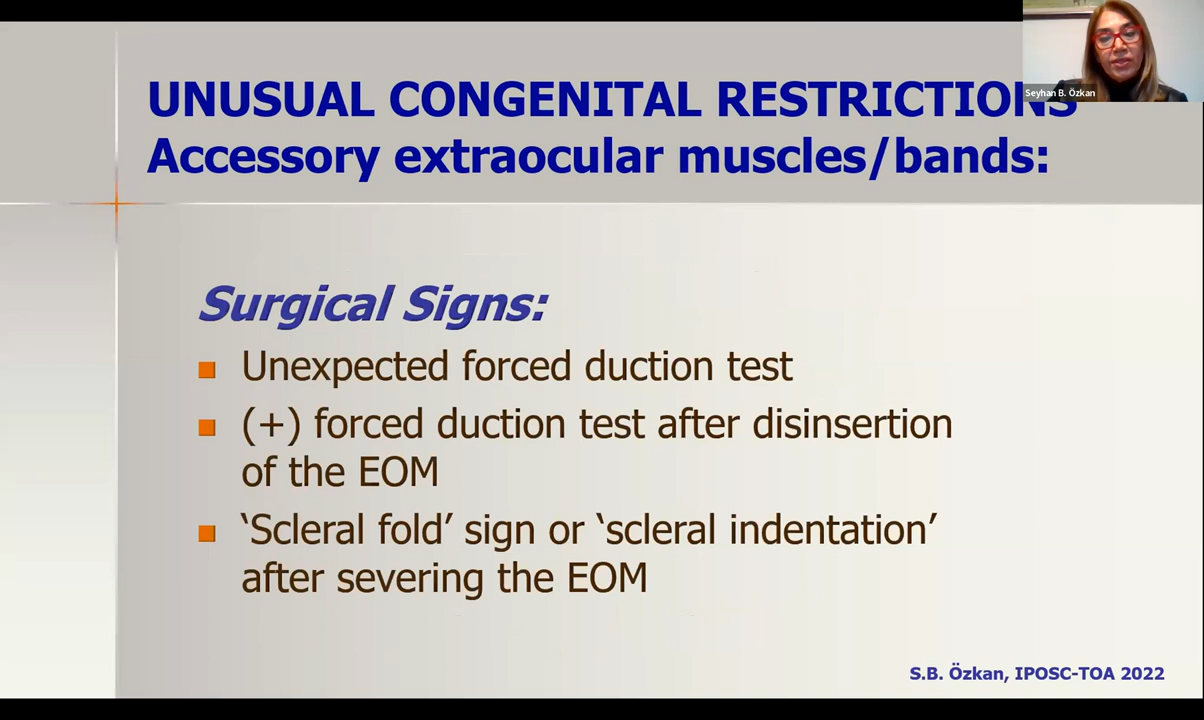 UNUSUAL CONGENITAL RESTRICTIONS
Accessory extraocular muscles/bands:
Seyhan B. Özkan
Surgical Signs:
Unexpected forced duction test
(+) forced duction test after disinsertion
of the EOM
‘Scleral fold’ sign or ‘scleral indentation’
after severing the EOM
S.B. Özkan, IPOSC-TOA 2022